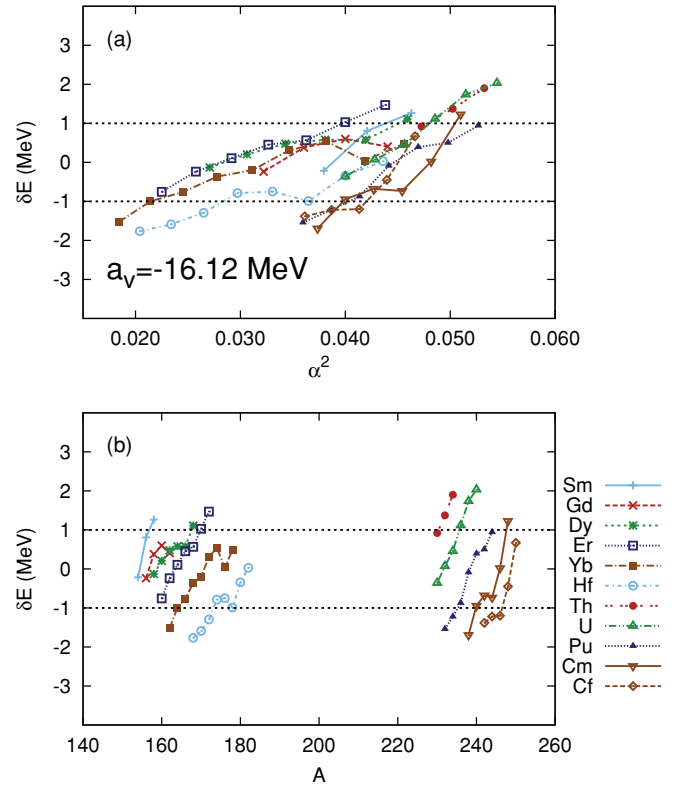 (a)
3
2
1
0
-1
-2
-3
δE (MeV)
a_v=-16.12 MeV
0.020 0.030 0.040 0.050 0.060
α²
(b)
3
2
1
0
-1
-2
-3
δE (MeV)
140 160 180 200 220 240 260
A
Sm
Gd
Dy
Er
Yb
Hf
Th
U
Pu
Cm
Cf